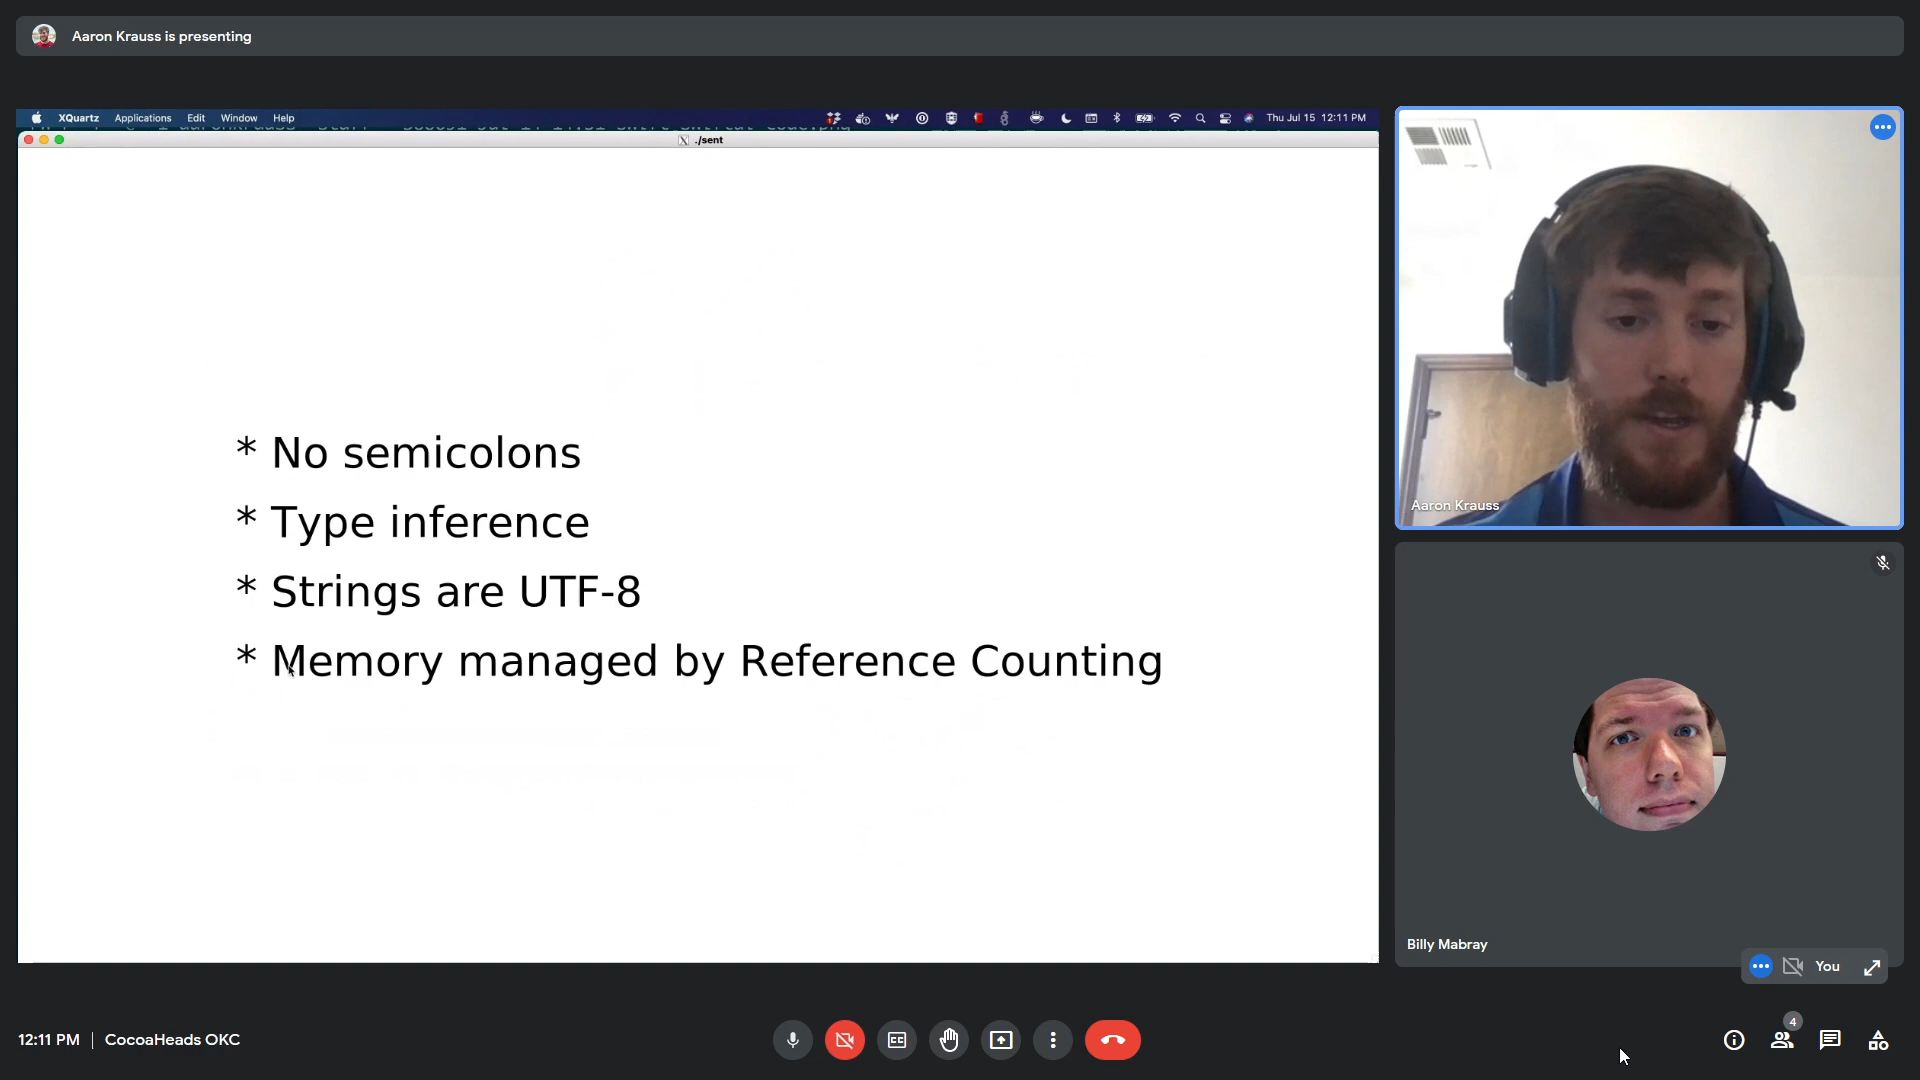 Aaron Krauss is presenting
XQuartz Applications Edit Window Help
Thu Jul 15 12:11 PM
./sent
* No semicolons
* Type inference
* Strings are UTF-8
* Memory managed by Reference Counting
Aaron Krauss
Billy Mabray
You
12:11 PM | CocoaHeads OKC
4